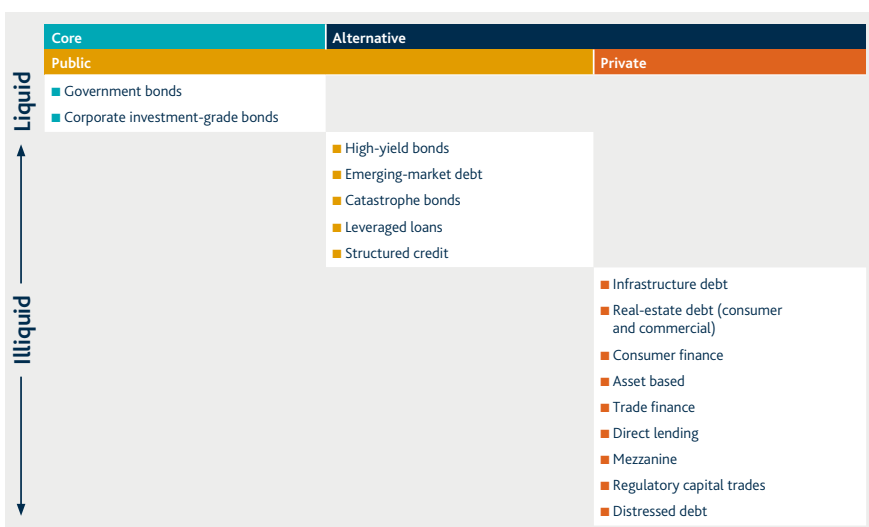 Core
Alternative
Public
Private
Liquid
Illiquid
Government bonds
Corporate investment-grade bonds
High-yield bonds
Emerging-market debt
Catastrophe bonds
Leveraged loans
Structured credit
Infrastructure debt
Real-estate debt (consumer
and commercial)
Consumer finance
Asset based
Trade finance
Direct lending
Mezzanine
Regulatory capital trades
Distressed debt